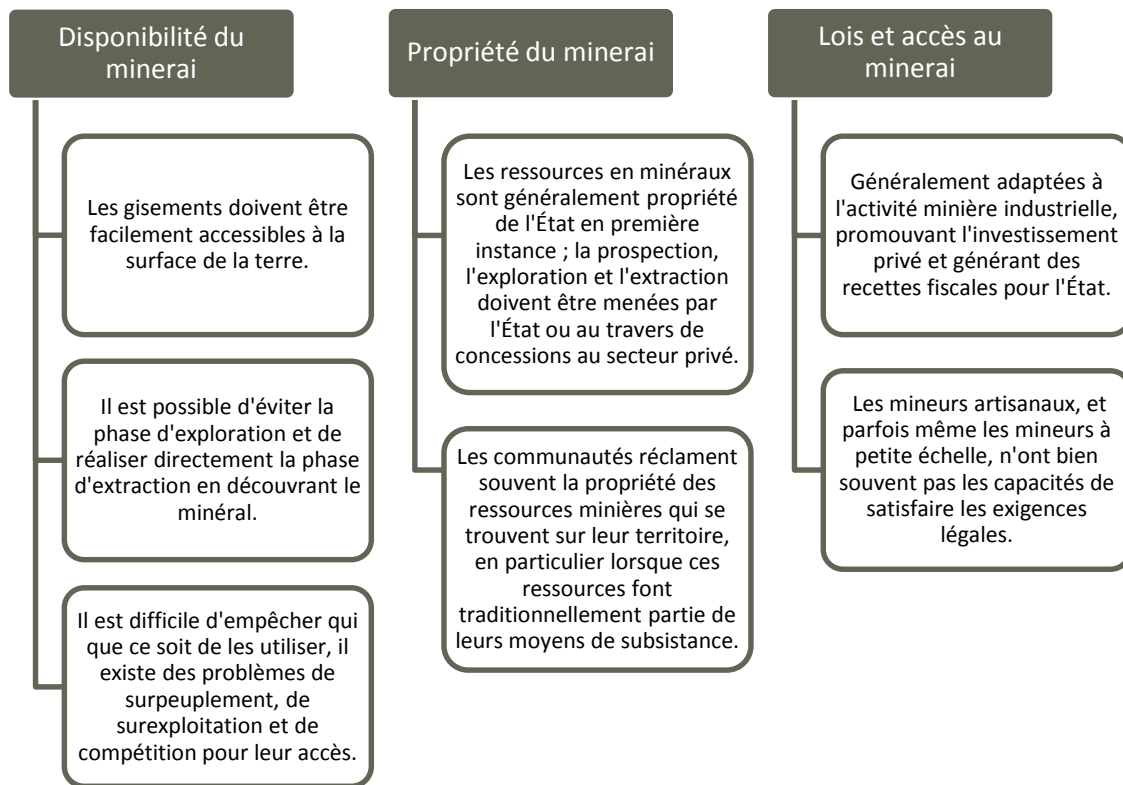 Disponibilité du
minerai
Les gisements doivent être
facilement accessibles à la
surface de la terre.
Il est possible d'éviter la
phase d'exploration et de
réaliser directement la phase
d'extraction en découvrant le
minéral.
Il est difficile d'empêcher qui
que ce soit de les utiliser, il
existe des problèmes de
surpeuplement, de
surexploitation et de
compétition pour leur accès.
Propriété du minerai
Les ressources en minéraux
sont généralement propriété
de l'État en première
instance ; la prospection,
l'exploration et l'extraction
doivent être menées par
l'État ou au travers de
concessions au secteur privé.
Les communautés réclament
souvent la propriété des
ressources minières qui se
trouvent sur leur territoire,
en particulier lorsque ces
ressources font
traditionnellement partie de
leurs moyens de subsistance.
Lois et accès au
minerai
Généralement adaptées à
l'activité minière industrielle,
promouvant l'investissement
privé et générant des
recettes fiscales pour l'État.
Les mineurs artisanaux, et
parfois même les mineurs à
petite échelle, n'ont bien
souvent pas les capacités de
satisfaire les exigences
légales.